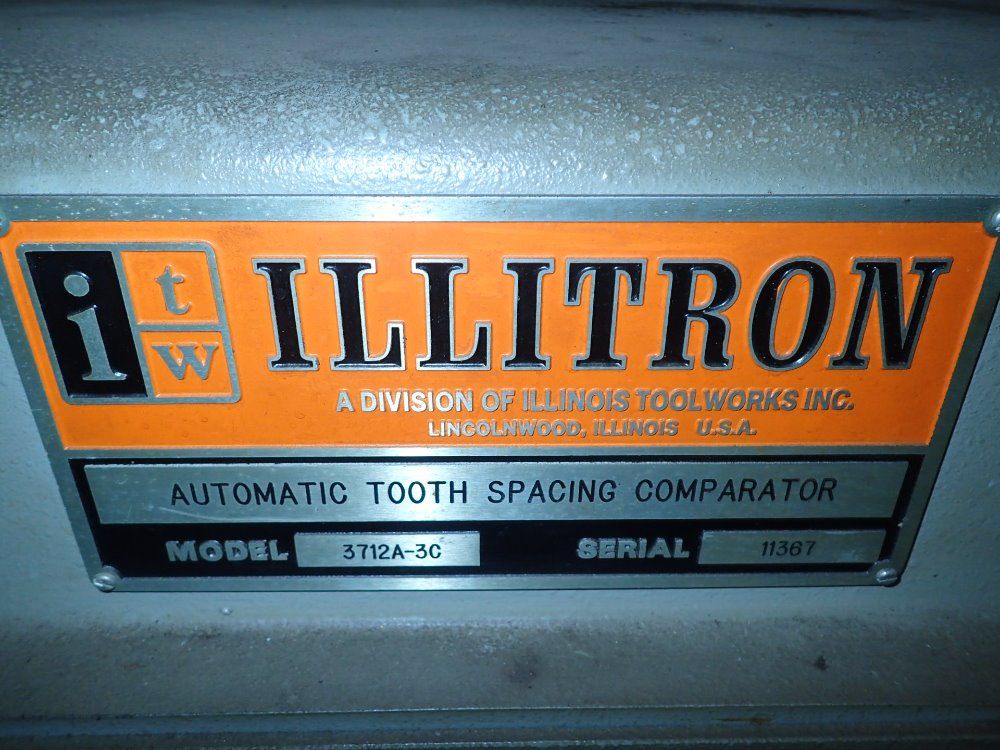 i t w
ILLITRON
A DIVISION OF ILLINOIS TOOLWORKS INC.
LINCOLNWOOD, ILLINOIS U.S.A.
AUTOMATIC TOOTH SPACING COMPARATOR
MODEL 3712A-3C SERIAL 11367